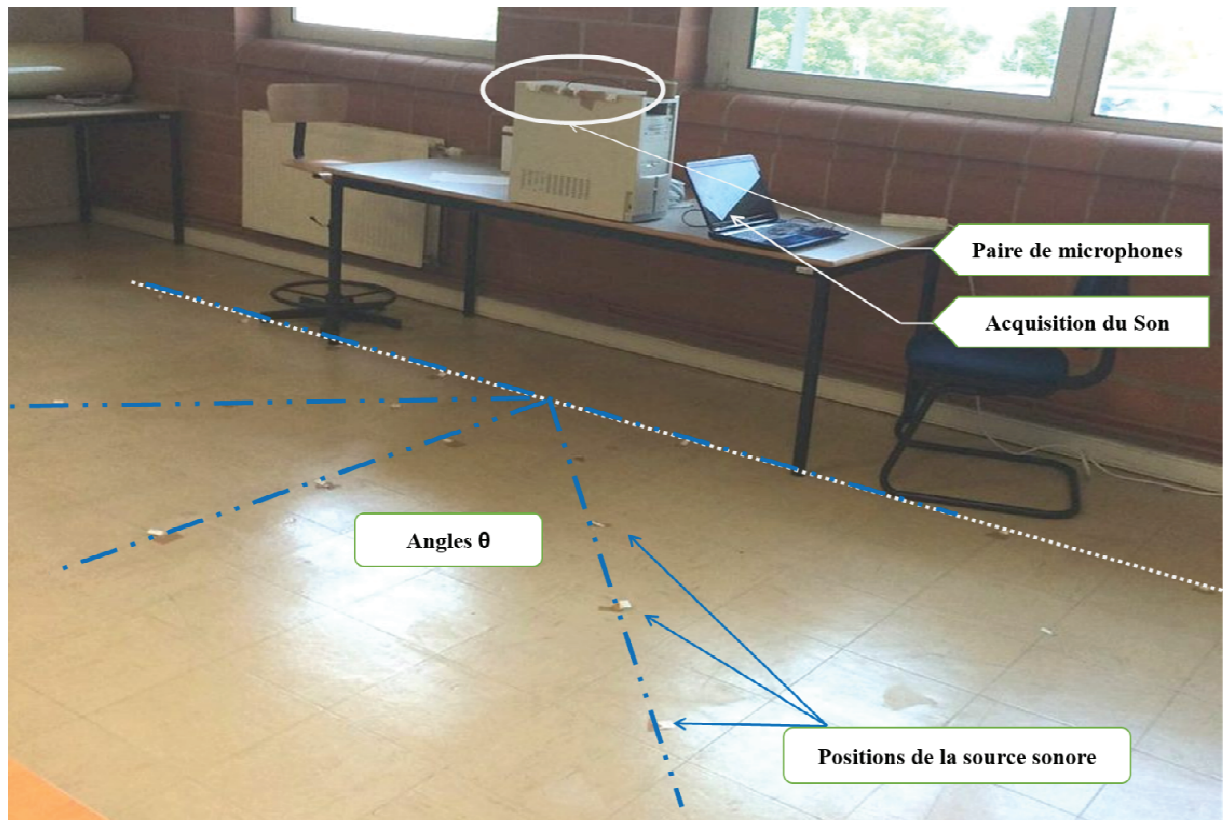 Paire de microphones
Acquisition du Son
Angles θ
Positions de la source sonore